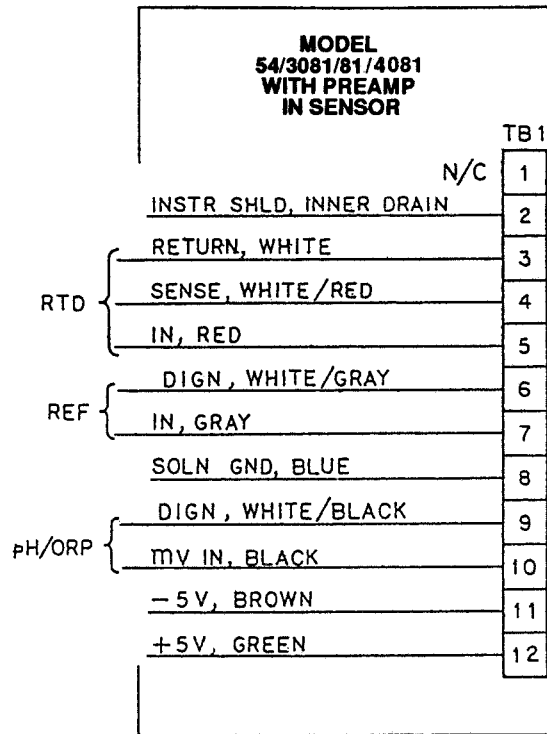 MODEL
54/3081/81/4081
WITH PREAMP
IN SENSOR
TB1
N/C 1
INSTR SHLD, INNER DRAIN 2
RETURN, WHITE 3
RTD SENSE, WHITE/RED 4
IN, RED 5
DIGN, WHITE/GRAY 6
REF
IN, GRAY 7
SOLN GND, BLUE 8
DIGN, WHITE/BLACK 9
pH/ORP
mV IN, BLACK 10
-5V, BROWN 11
+5V, GREEN 12